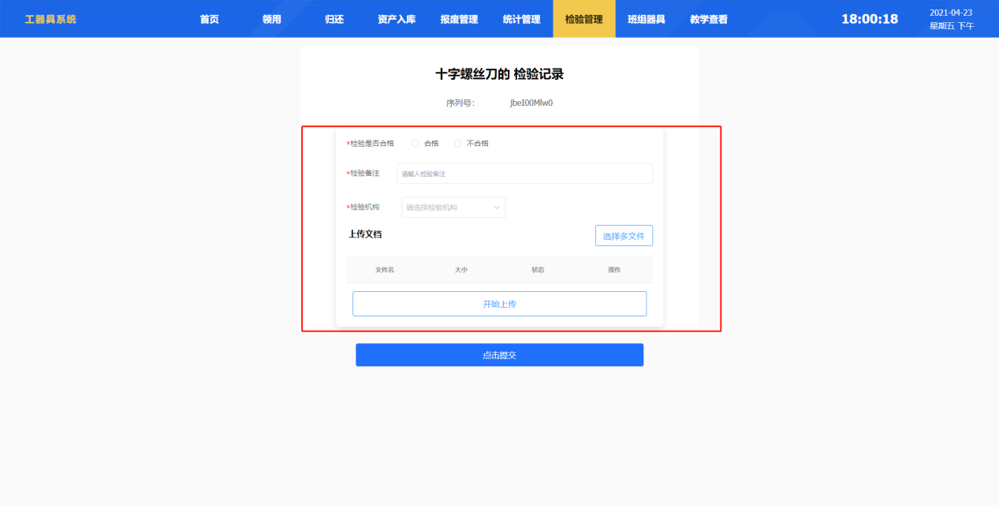 工器具系统 首页 领用 归还 资产入库 报废管理 统计管理 检验管理 班组器具 教学查看 18:00:18 2021-04-23
星期五 下午
十字螺丝刀的 检验记录
序列号: jbeI00Mlw0
*检验是否合格 合格 不合格
*检验备注 请输入检验备注
*检验机构 请选择检验机构
上传文档 选择多文件
文件名 大小 状态 操作
开始上传
点击提交